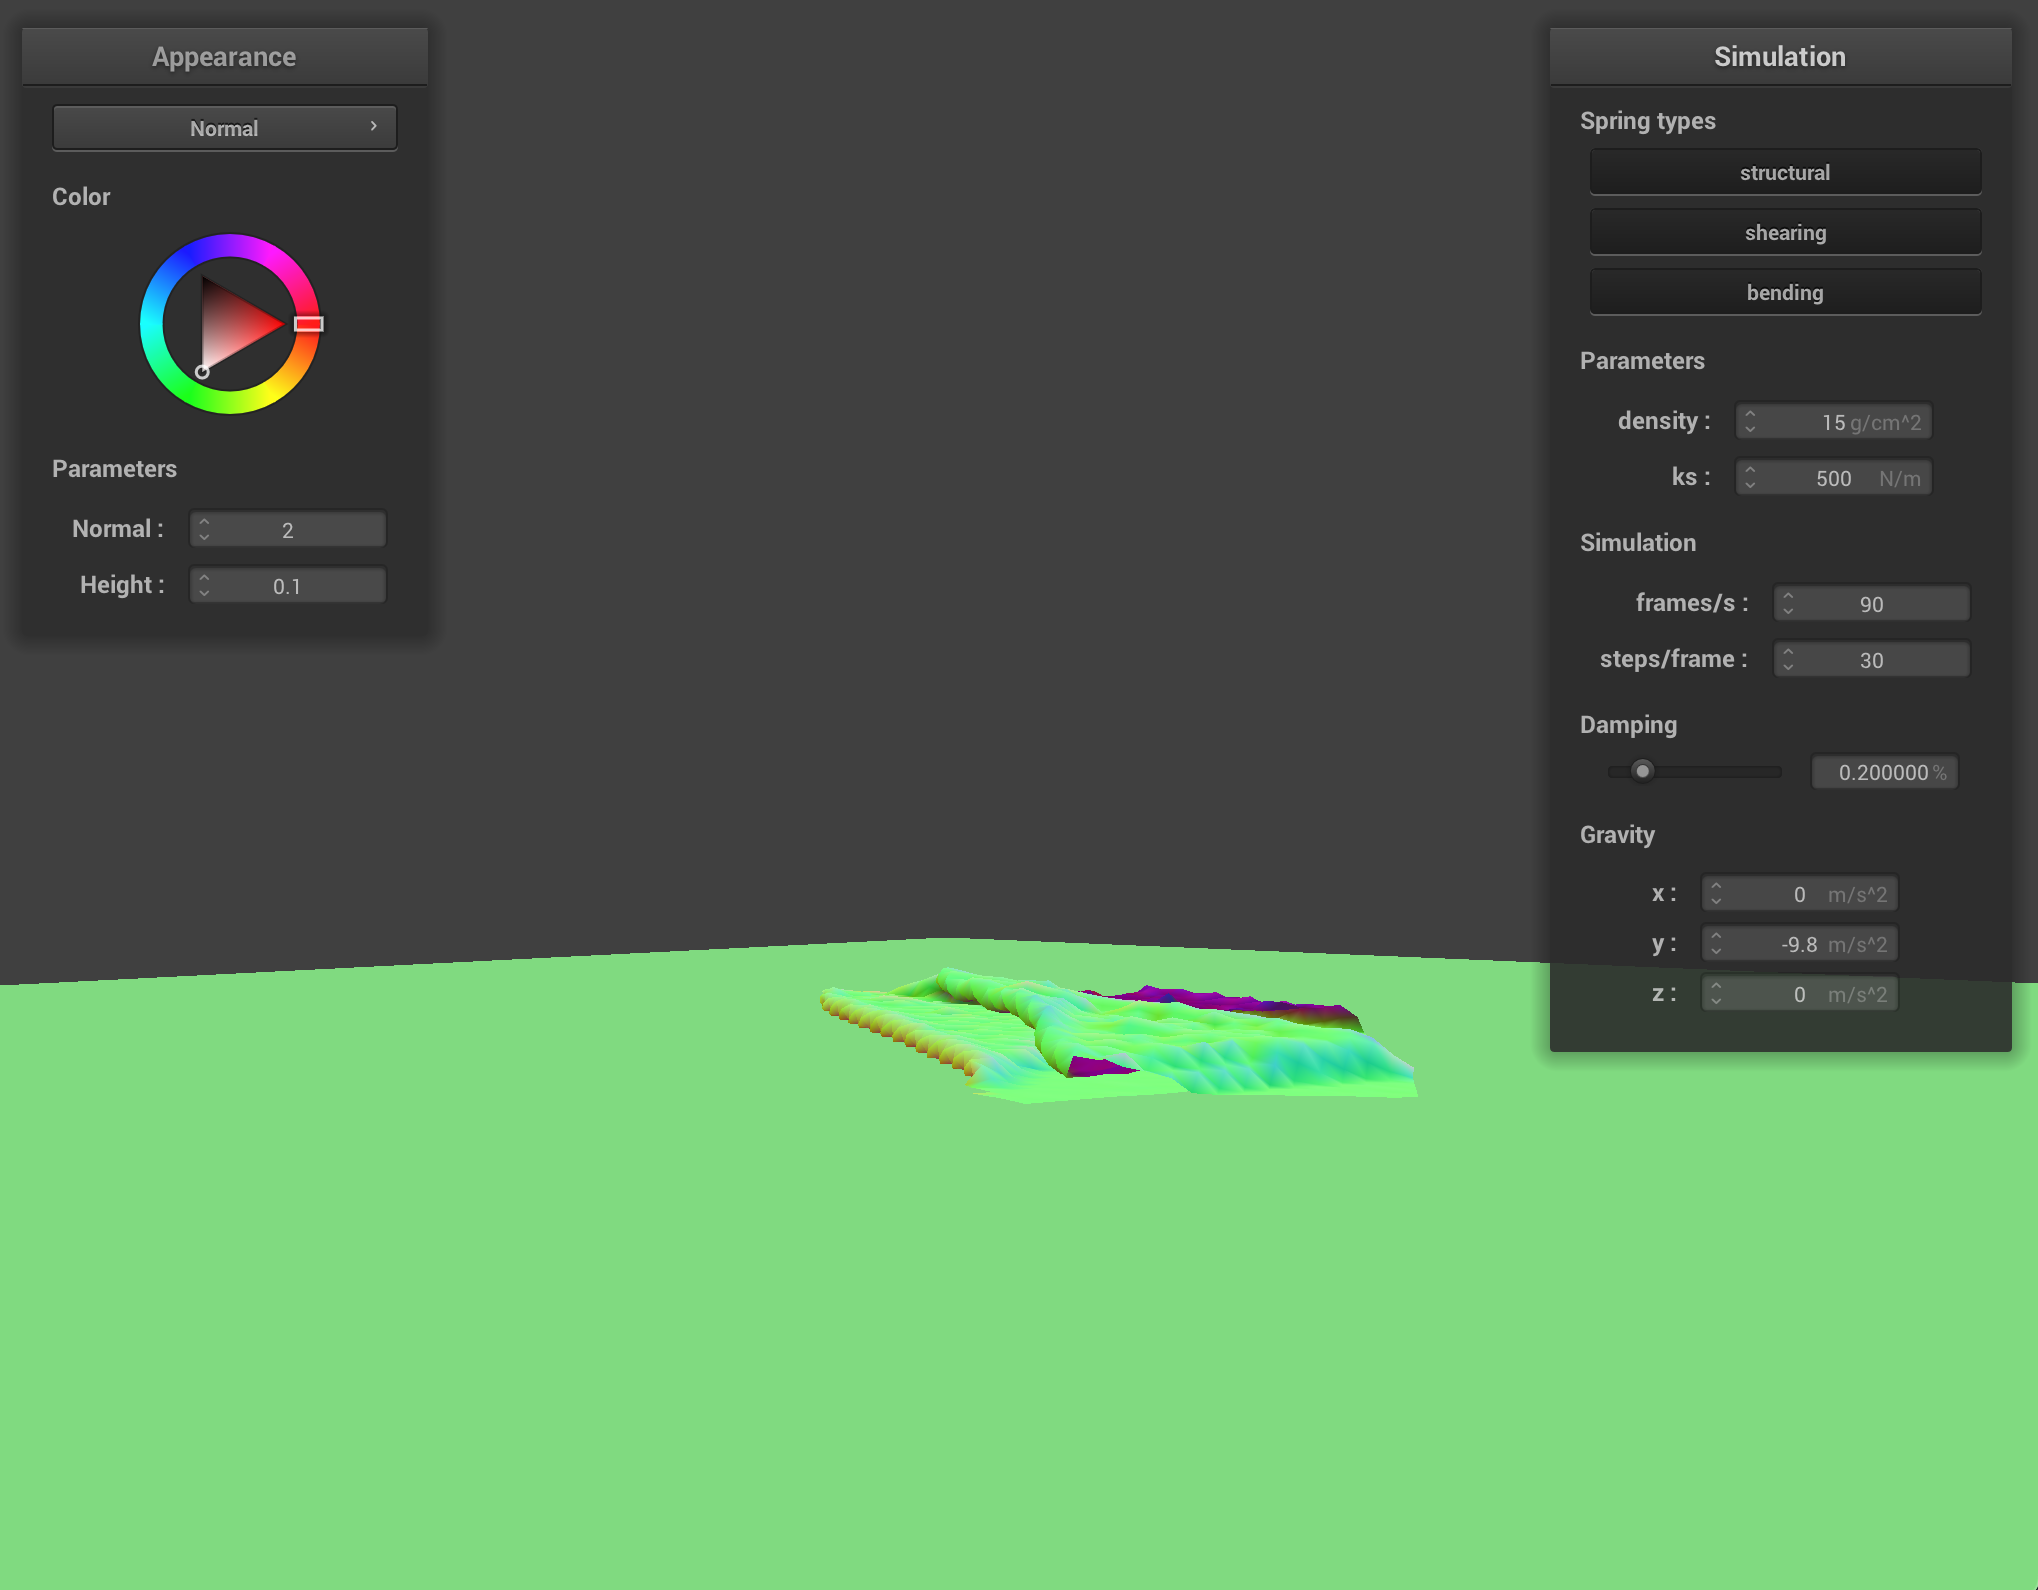 Appearance
Normal
Color
Parameters
Normal : 2
Height : 0.1
Simulation
Spring types
structural
shearing
bending
Parameters
density : 15 g/cm^2
ks : 500 N/m
Simulation
frames/s : 90
steps/frame : 30
Damping
0.200000 %
Gravity
x : 0 m/s^2
y : -9.8 m/s^2
z : 0 m/s^2